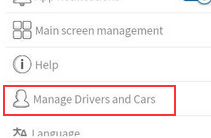 Main screen management
Help
Manage Drivers and Cars
Language